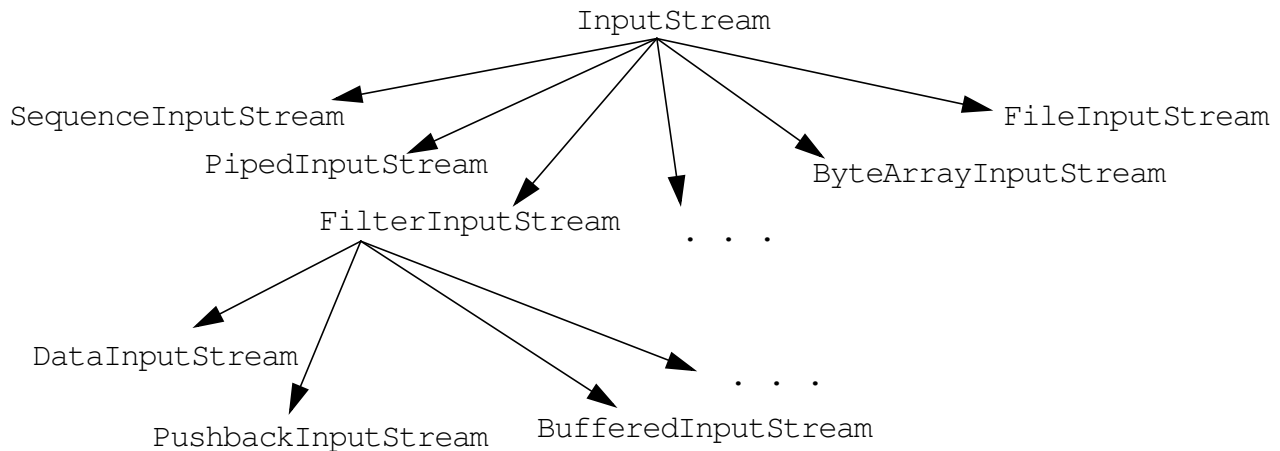 InputStream
SequenceInputStream
FileInputStream
PipedInputStream
ByteArrayInputStream
FilterInputStream
. . .
DataInputStream
. . .
PushbackInputStream
BufferedInputStream